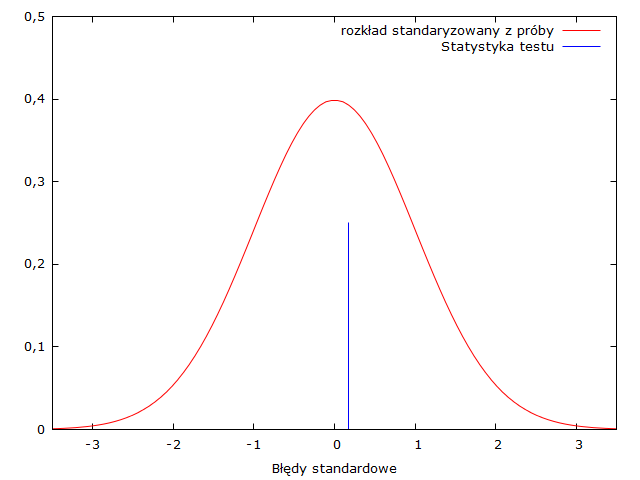 0,5
rozkład standaryzowany z próby
Statystyka testu
0,4
0,3
0,2
0,1
0
-3 -2 -1 0 1 2 3
Błędy standardowe